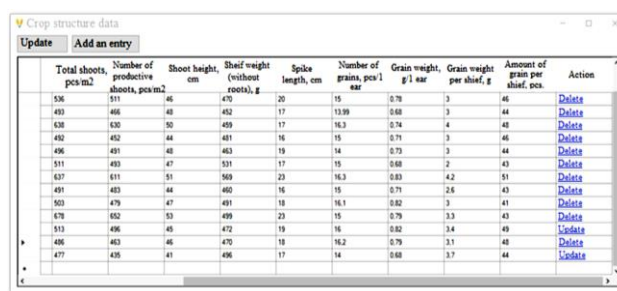 Crop structure data
Update Add an entry
Total shoots, pcs/m2 Number of productive shoots, pcs/m2 Shoot height, cm Sheif weight (without roots), g Spike length, cm Number of grains, pcs/1 ear Grain weight, g/1 ear Grain weight per shief, g Amount of grain per shief, pcs. Action
536 511 46 470 20 15 0.78 3 46 Delete
493 466 48 452 17 13.99 0.68 3 44 Delete
638 630 50 459 17 16.3 0.74 4 48 Delete
492 452 44 481 16 15 0.71 3 46 Delete
496 491 48 463 19 14 0.73 3 44 Delete
511 493 47 531 17 15 0.68 2 43 Delete
637 611 51 569 23 16.3 0.83 4.2 51 Delete
491 483 44 460 16 15 0.71 2.6 43 Delete
503 479 47 491 18 16.1 0.82 3 41 Delete
678 652 53 499 23 15 0.79 3.3 43 Delete
513 496 45 472 19 16 0.82 3.4 49 Update
486 463 46 470 18 16.2 0.79 3.1 48 Delete
477 435 41 496 17 14 0.68 3.7 44 Update